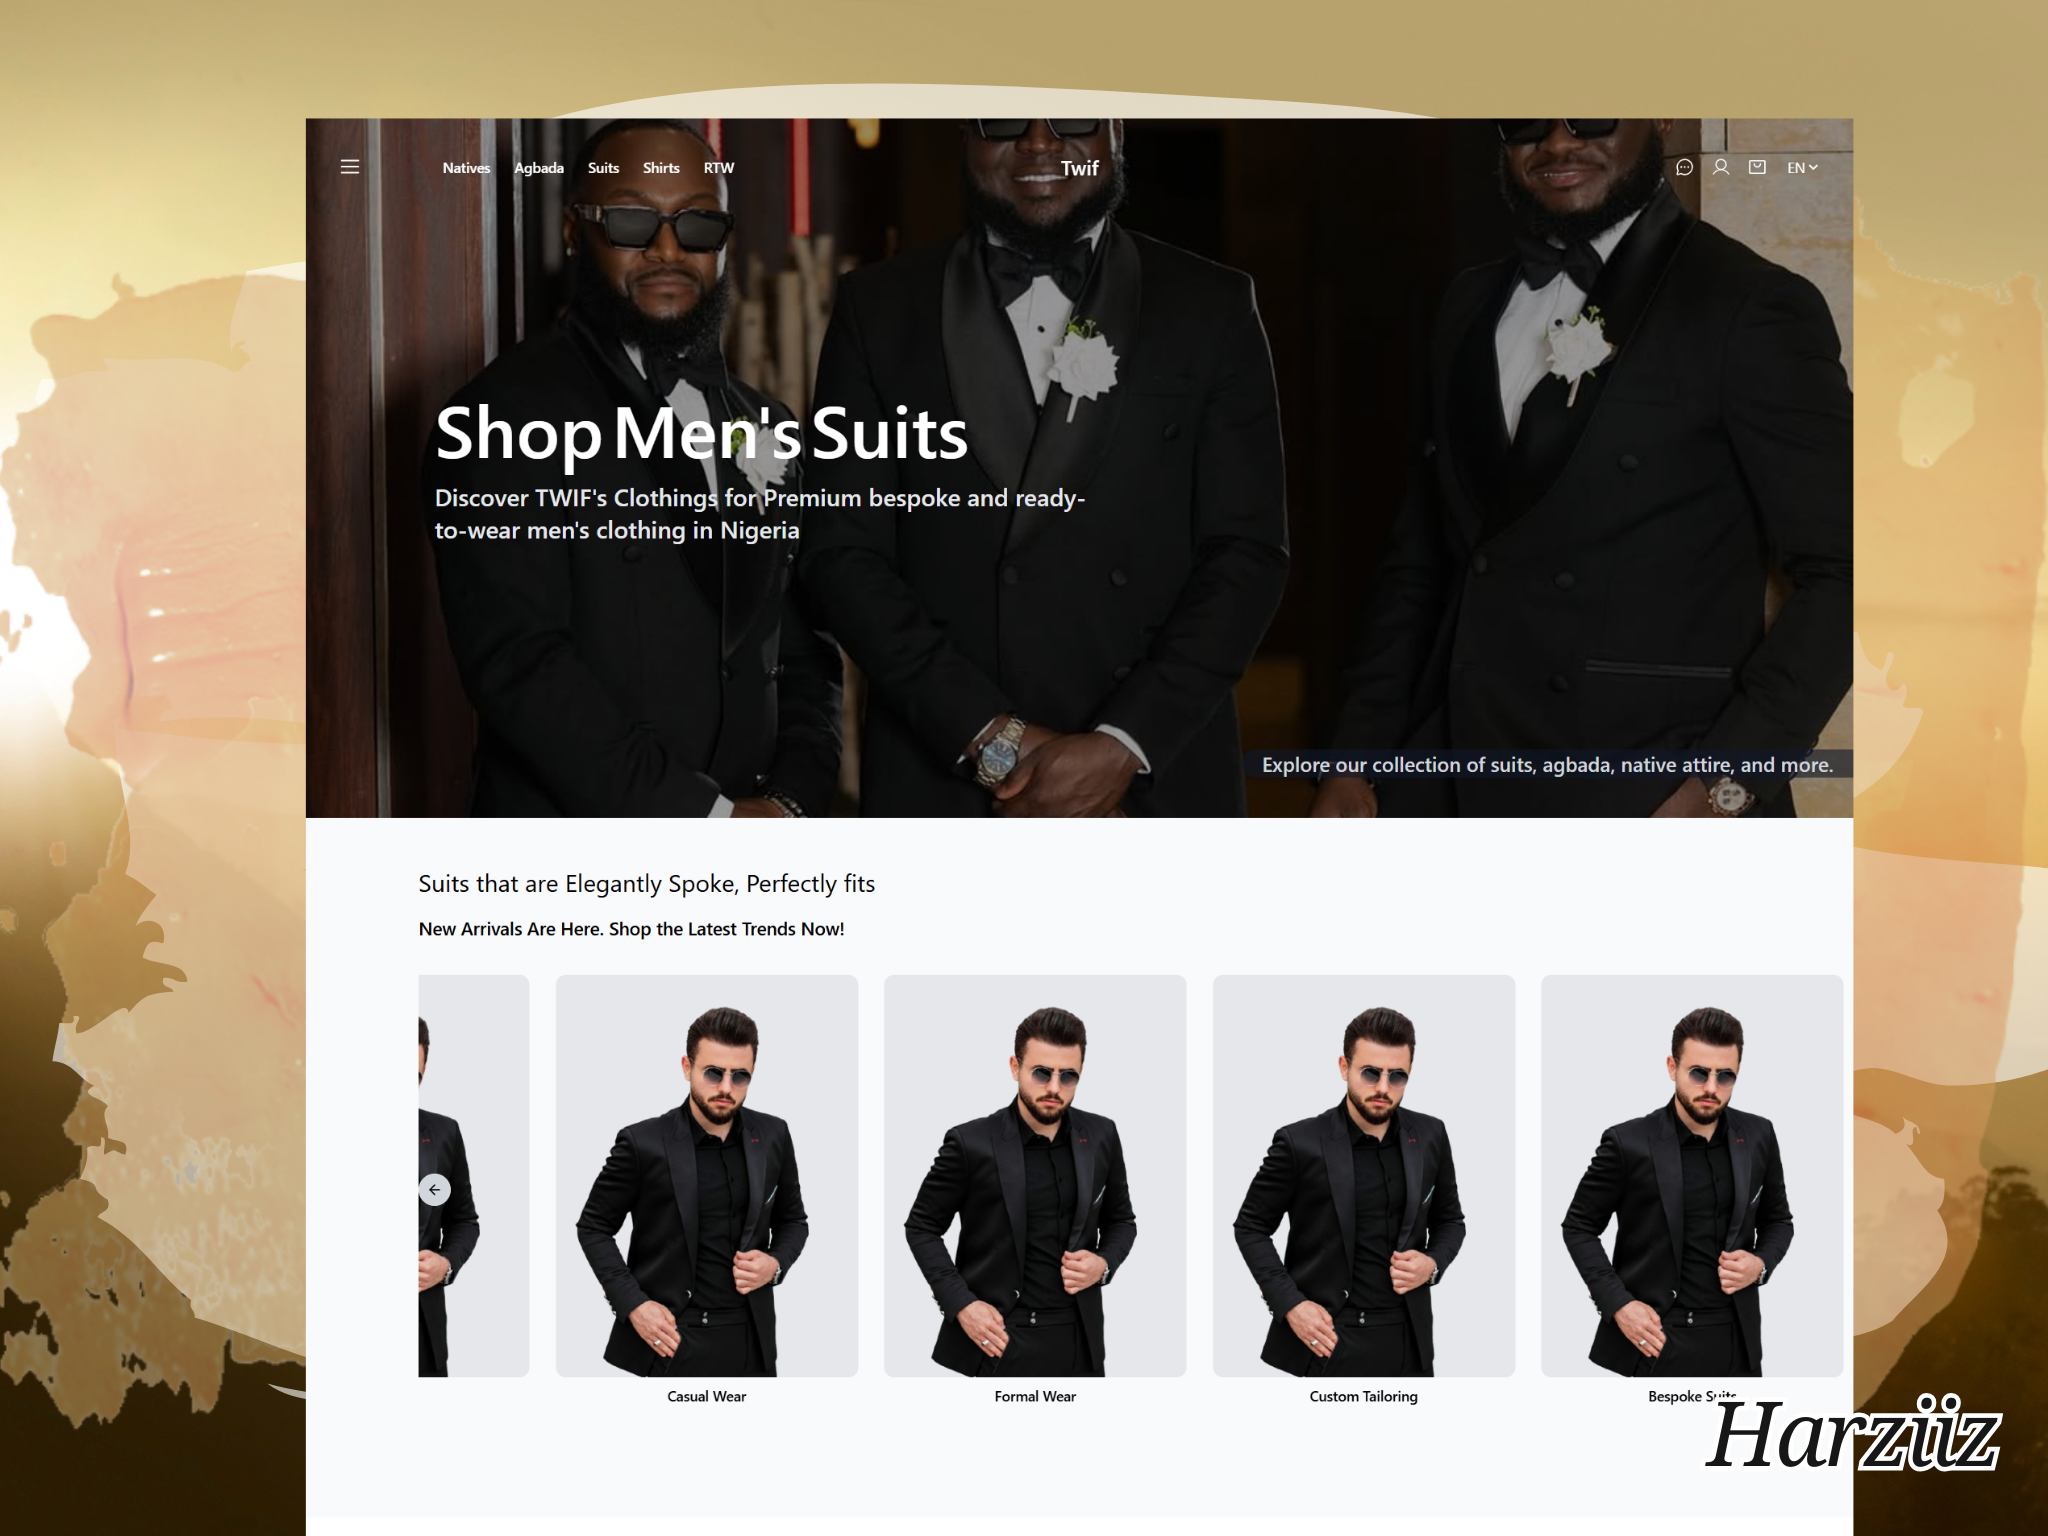 Natives Agbada Suits Shirts RTW Twif EN
Shop Men's Suits
Discover TWIF's Clothings for Premium bespoke and ready-
to-wear men's clothing in Nigeria
Explore our collection of suits, agbada, native attire, and more.
Suits that are Elegantly Spoke, Perfectly fits
New Arrivals Are Here. Shop the Latest Trends Now!
Casual Wear Formal Wear Custom Tailoring Bespoke Suits
Harziiz